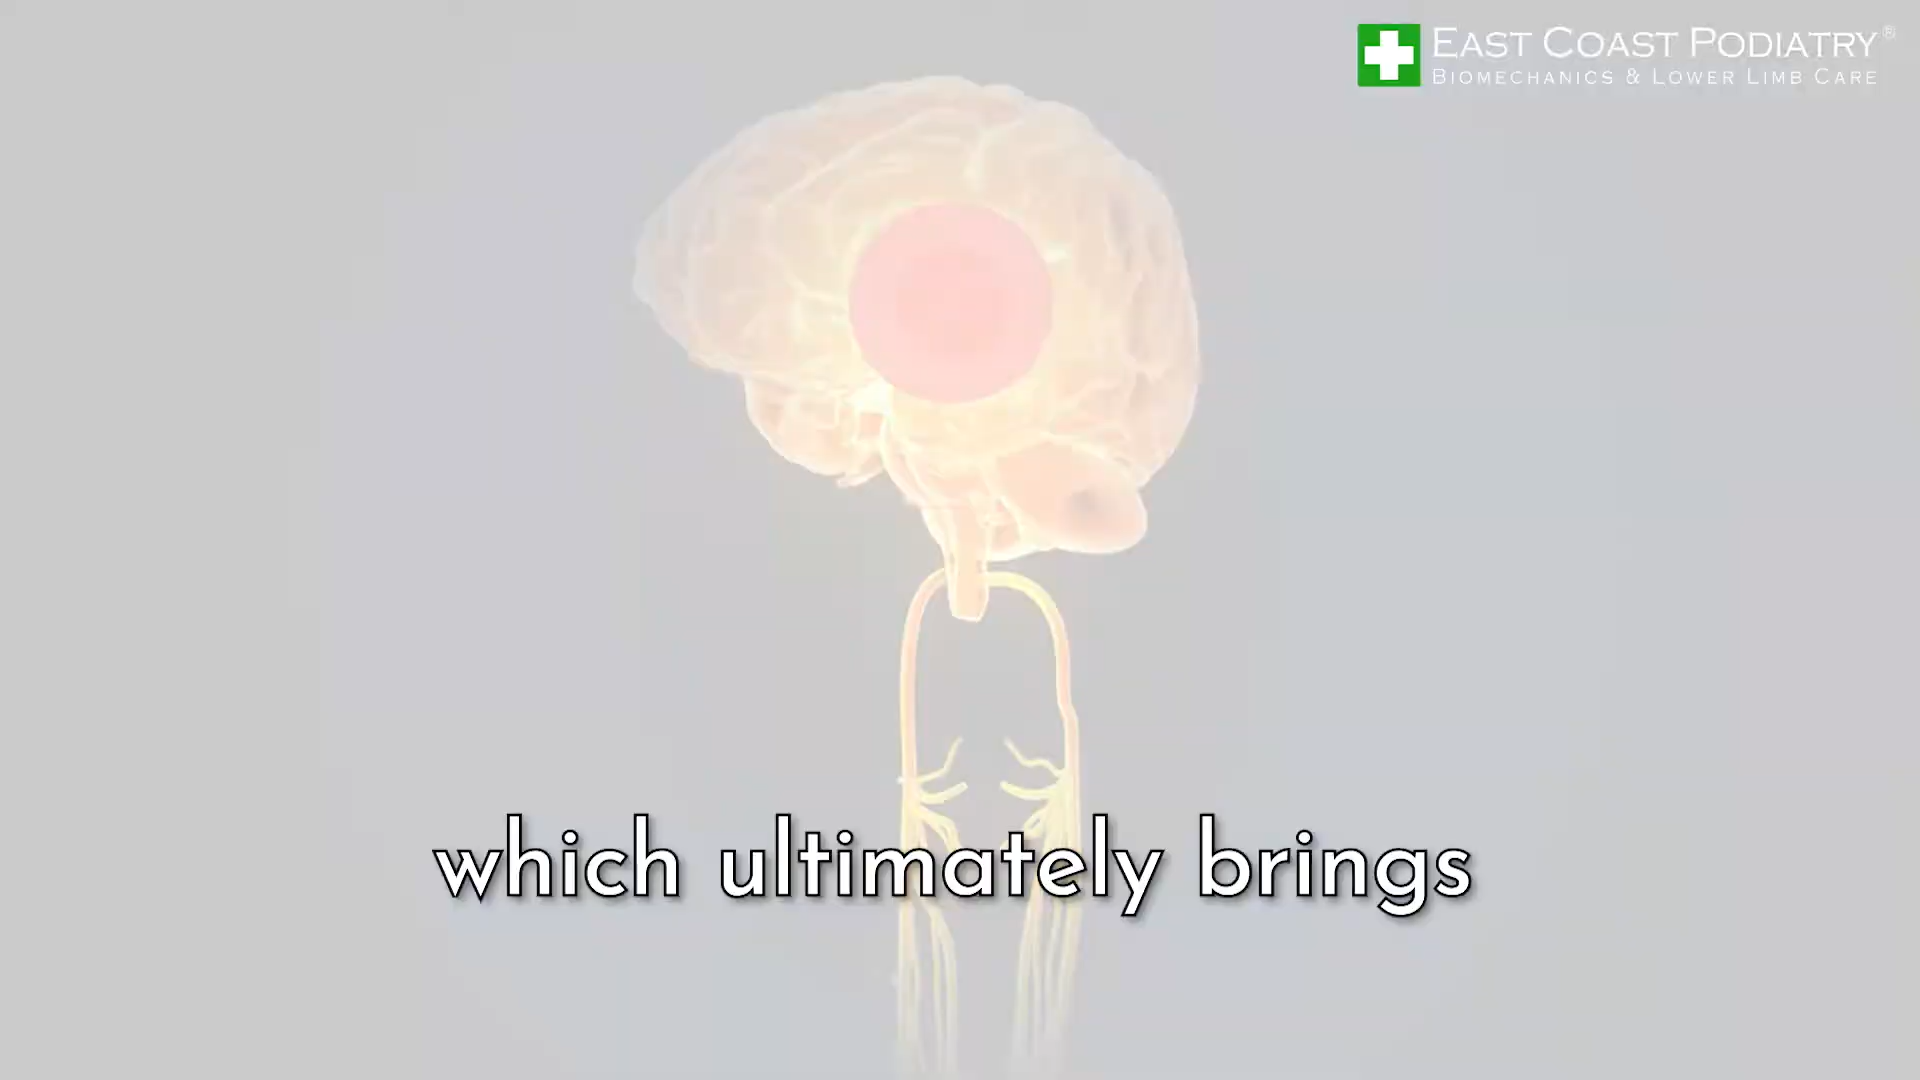 EAST COAST PODIATRY®
BIOMECHANICS & LOWER LIMB CARE
which ultimately brings